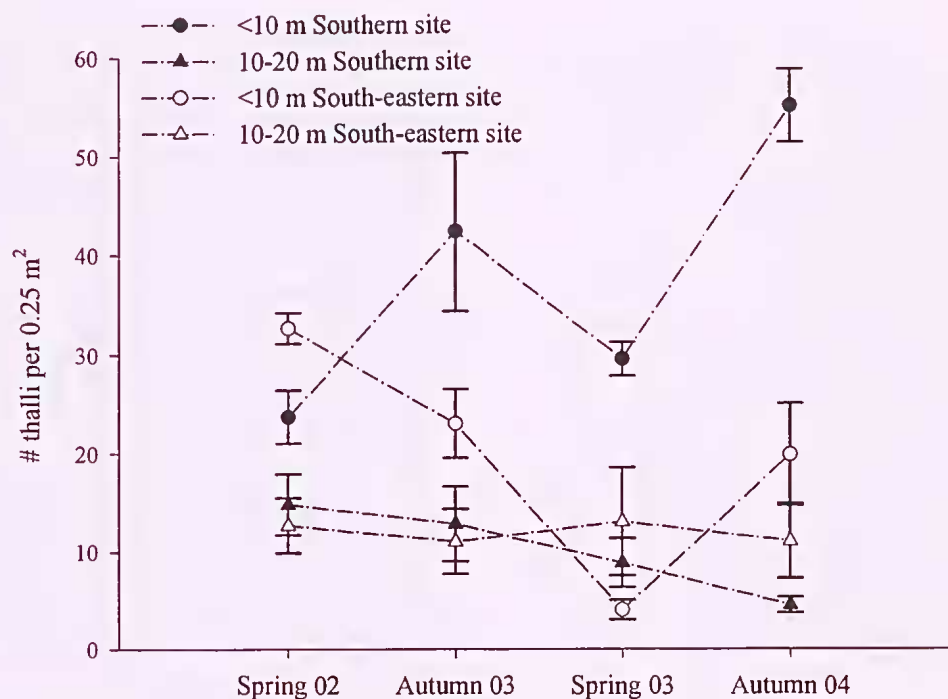 <10 m Southern site
10-20 m Southern site
<10 m South-eastern site
10-20 m South-eastern site
60
50
40
30
20
10
0
# thalli per 0.25 m²
Spring 02 Autumn 03 Spring 03 Autumn 04